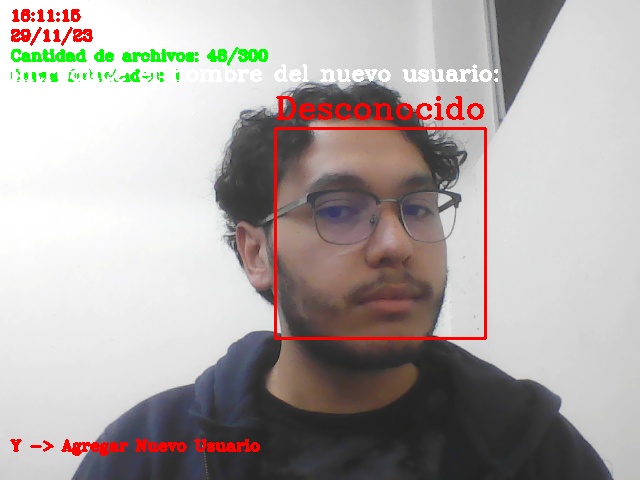 16:11:15
29/11/23
Cantidad de archivos: 48/300
nombre del nuevo usuario:
Desconocido
Y -> Agregar Nuevo Usuario